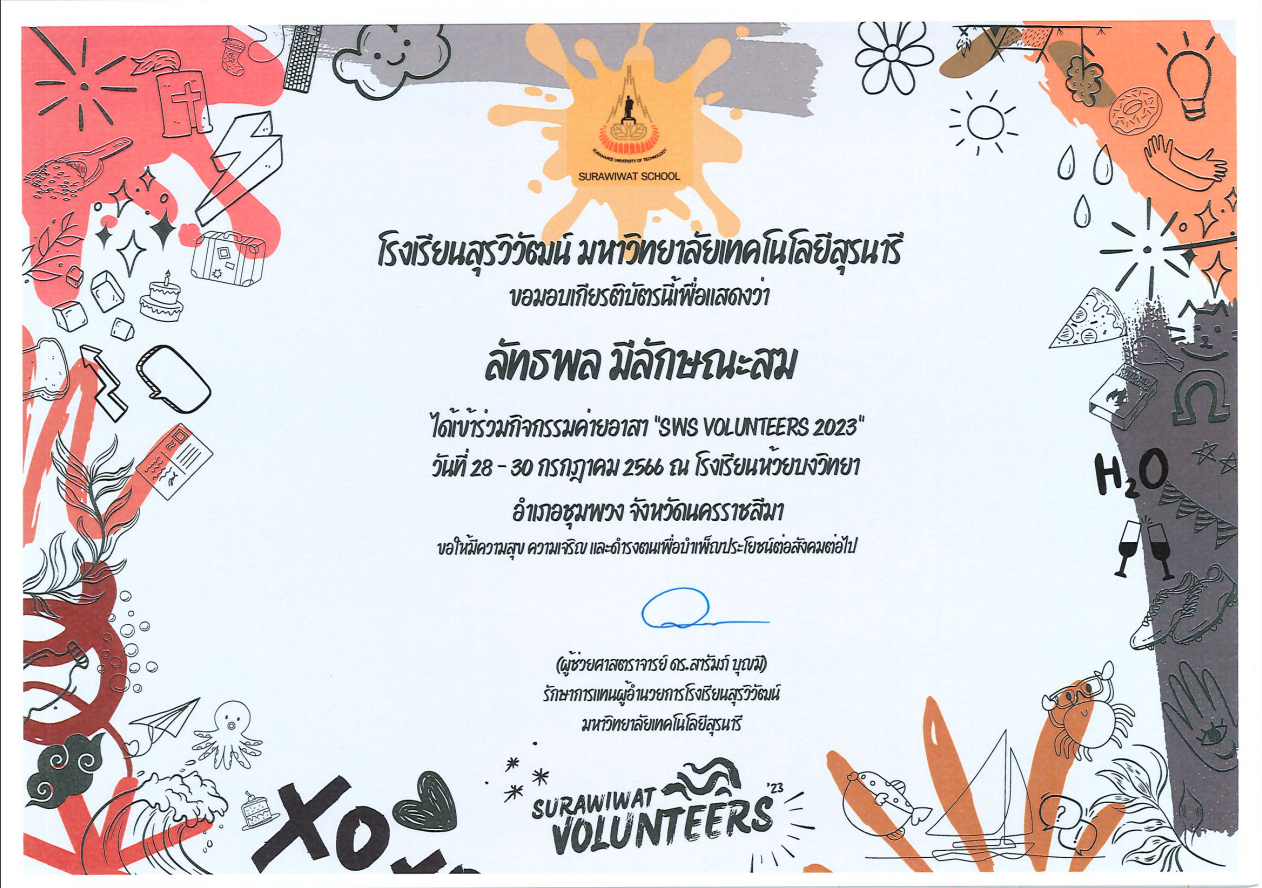 SURANAREE UNIVERSITY OF TECHNOLOGY
SURAWIWAT SCHOOL
โรงเรียนสุรวิวัฒน์ มหาวิทยาลัยเทคโนโลยีสุรนารี
ขอมอบเกียรติบัตรนี้เพื่อแสดงว่า
ลัทธพล มีลักษณะสม
ได้เข้าร่วมกิจกรรมค่ายอาสา "SWS VOLUNTEERS 2023"
วันที่ 28 - 30 กรกฎาคม 2566 ณ โรงเรียนห้วยบงวิทยา
อำเภอชุมพวง จังหวัดนครราชสีมา
ขอให้มีความสุข ความเจริญ และดำรงตนเพื่อบำเพ็ญประโยชน์ต่อสังคมต่อไป
(ผู้ช่วยศาสตราจารย์ ดร.สารัมภ์ บุญมี)
รักษาการแทนผู้อำนวยการโรงเรียนสุรวิวัฒน์
มหาวิทยาลัยเทคโนโลยีสุรนารี
SURAWIWAT '23
VOLUNTEERS
H₂O
XO